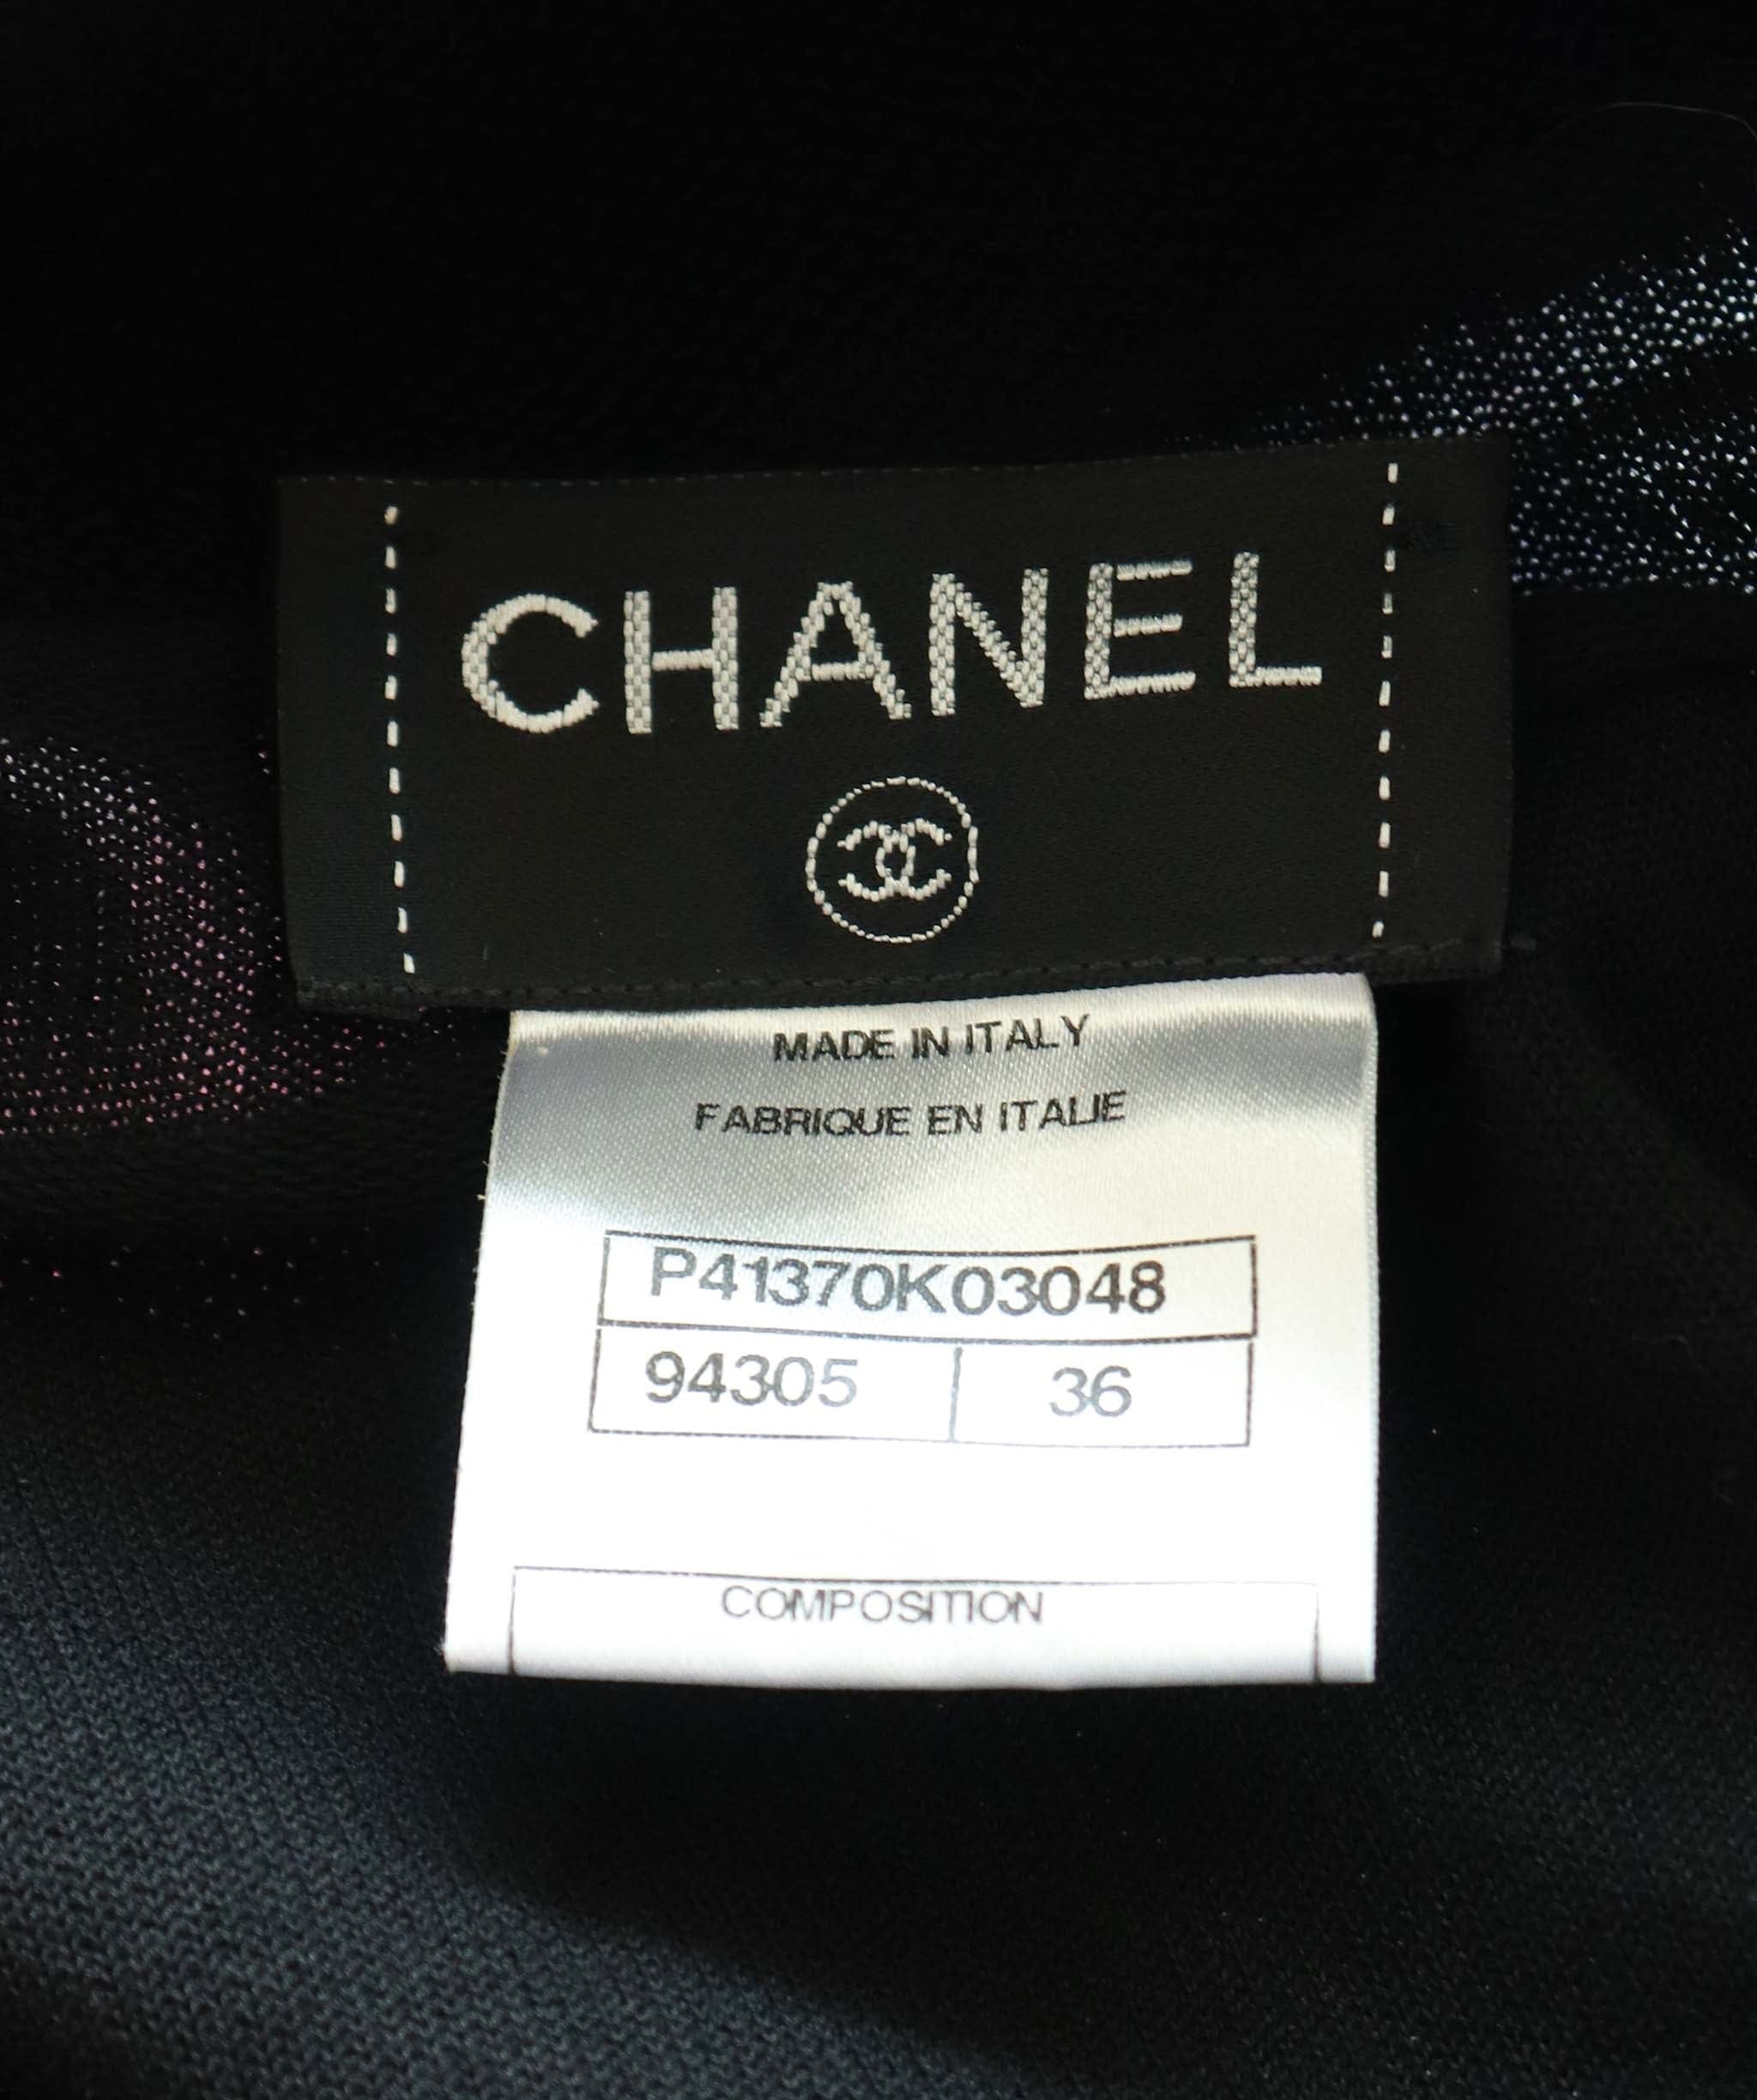 CHANEL
MADE IN ITALY
FABRIQUE EN ITALIE
P41370K03048
94305 36
COMPOSITION